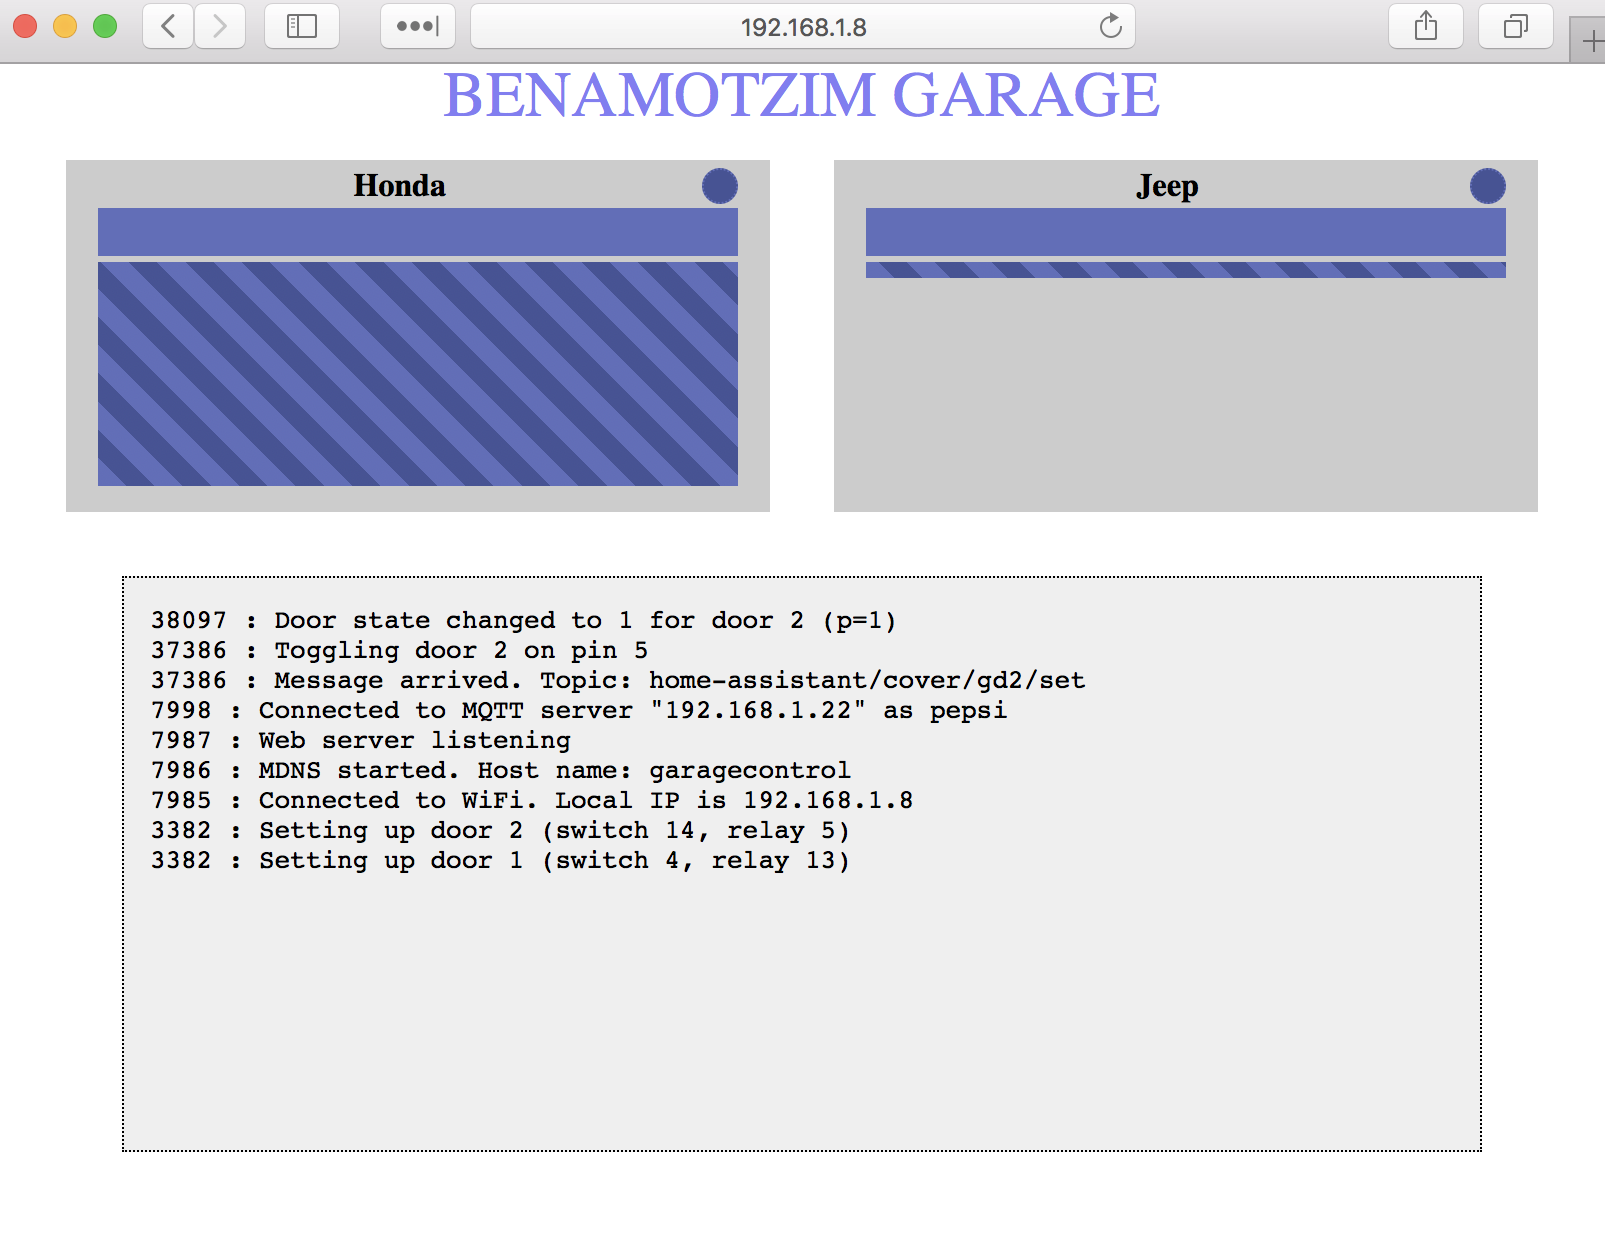 192.168.1.8
BENAMOTZIM GARAGE
Honda
Jeep
38097 : Door state changed to 1 for door 2 (p=1)
37386 : Toggling door 2 on pin 5
37386 : Message arrived. Topic: home-assistant/cover/gd2/set
7998 : Connected to MQTT server "192.168.1.22" as pepsi
7987 : Web server listening
7986 : MDNS started. Host name: garagecontrol
7985 : Connected to WiFi. Local IP is 192.168.1.8
3382 : Setting up door 2 (switch 14, relay 5)
3382 : Setting up door 1 (switch 4, relay 13)